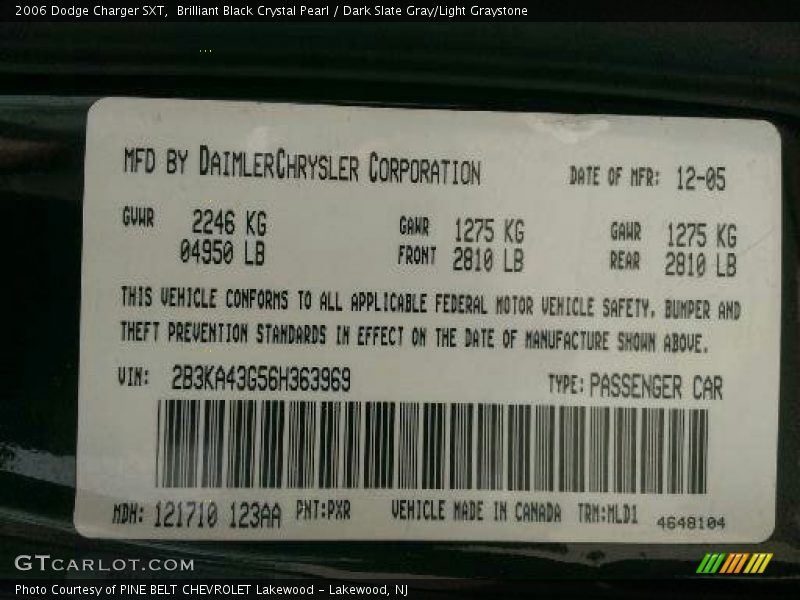 2006 Dodge Charger SXT,  Brilliant Black Crystal Pearl / Dark Slate Gray/Light Graystone
MFD BY DAIMLERCHRYSLER CORPORATION DATE OF MFR: 12-05
GVWR 2246 KG GAWR 1275 KG GAWR 1275 KG
04950 LB FRONT 2810 LB REAR 2810 LB
THIS VEHICLE CONFORMS TO ALL APPLICABLE FEDERAL MOTOR VEHICLE SAFETY, BUMPER AND
THEFT PREVENTION STANDARDS IN EFFECT ON THE DATE OF MANUFACTURE SHOWN ABOVE.
VIN: 2B3KA43G56H363969 TYPE: PASSENGER CAR
MDH: 121710 123AA PNT:PXR VEHICLE MADE IN CANADA TRM:MLD1 4648104
GTCARLOT.COM
Photo Courtesy of PINE BELT CHEVROLET Lakewood - Lakewood, NJ